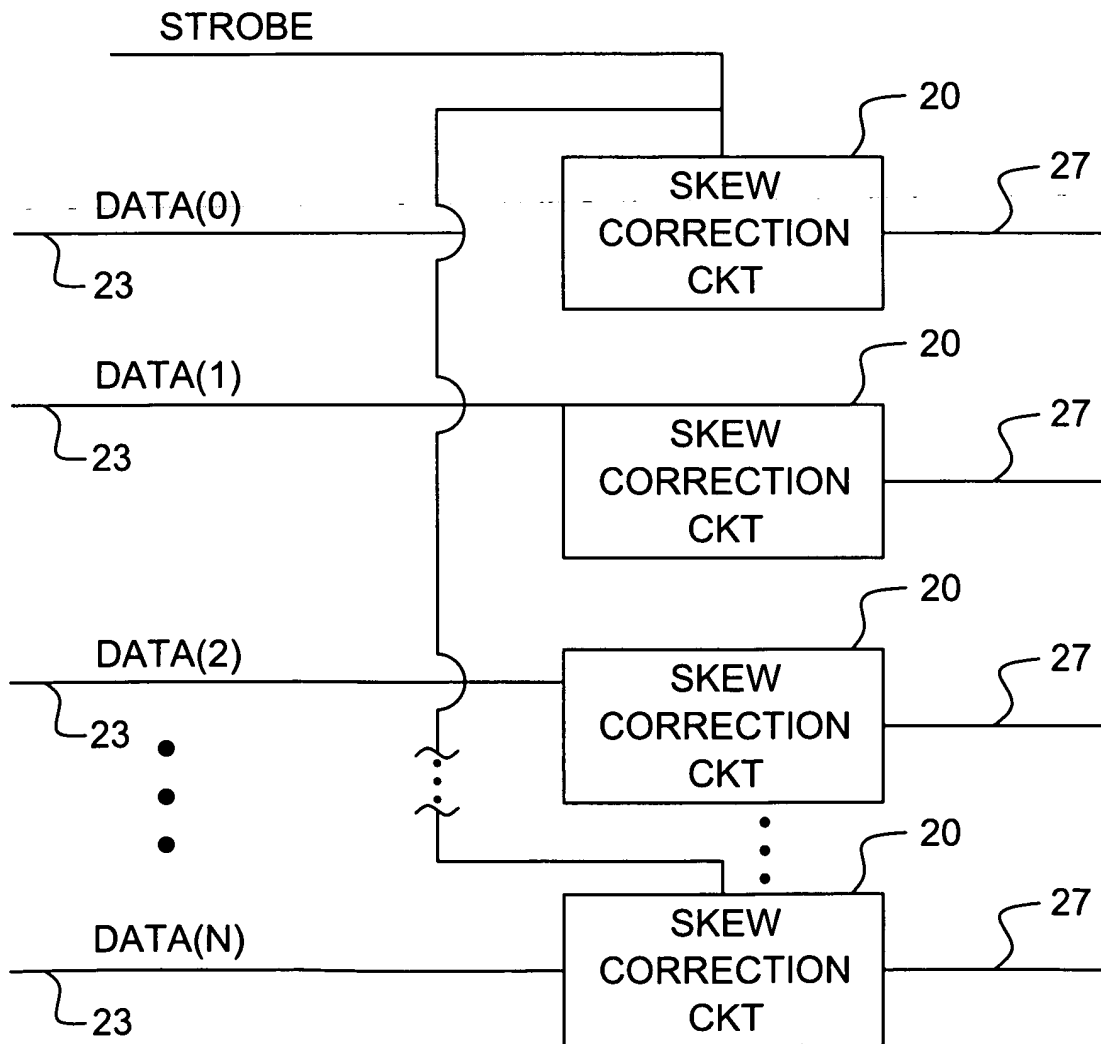 STROBE
20
SKEW
CORRECTION
CKT
27
DATA(0)
23
20
DATA(1)
SKEW
CORRECTION
CKT
27
23
20
DATA(2)
SKEW
CORRECTION
CKT
27
23
20
DATA(N)
SKEW
CORRECTION
CKT
27
23